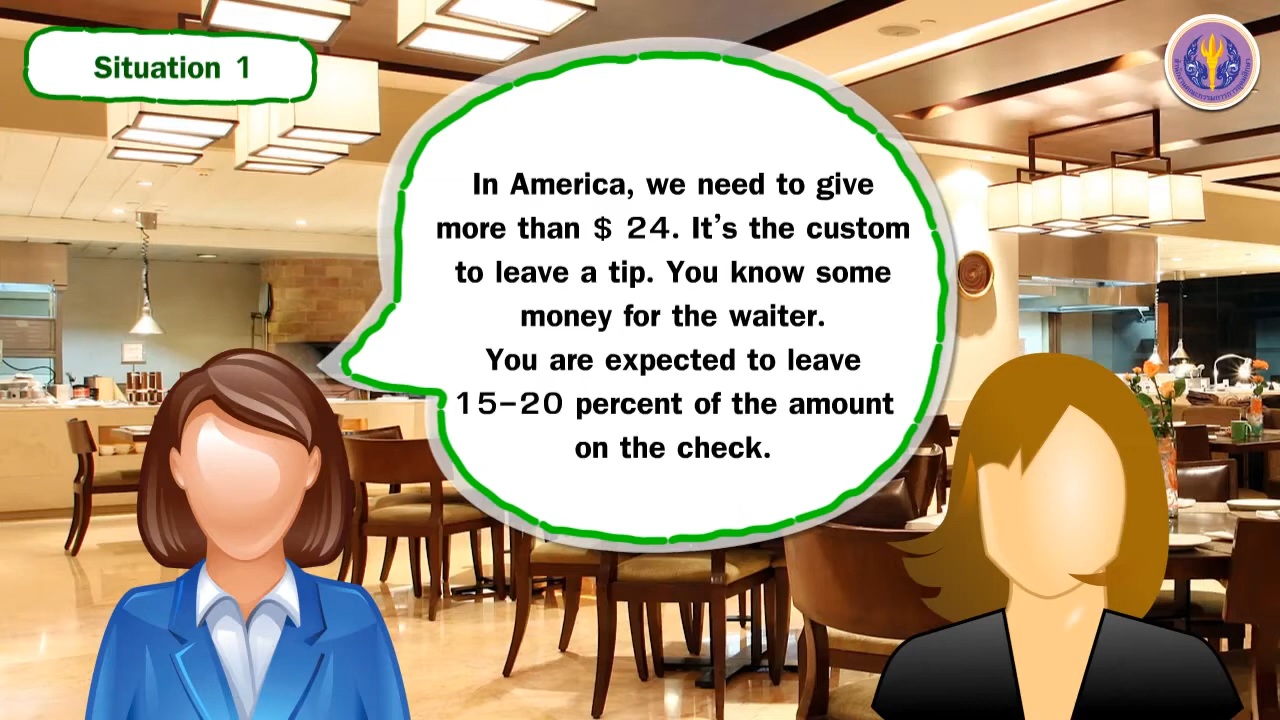 Situation 1
In America, we need to give
more than $ 24. It’s the custom
to leave a tip. You know some
money for the waiter.
You are expected to leave
15–20 percent of the amount
on the check.